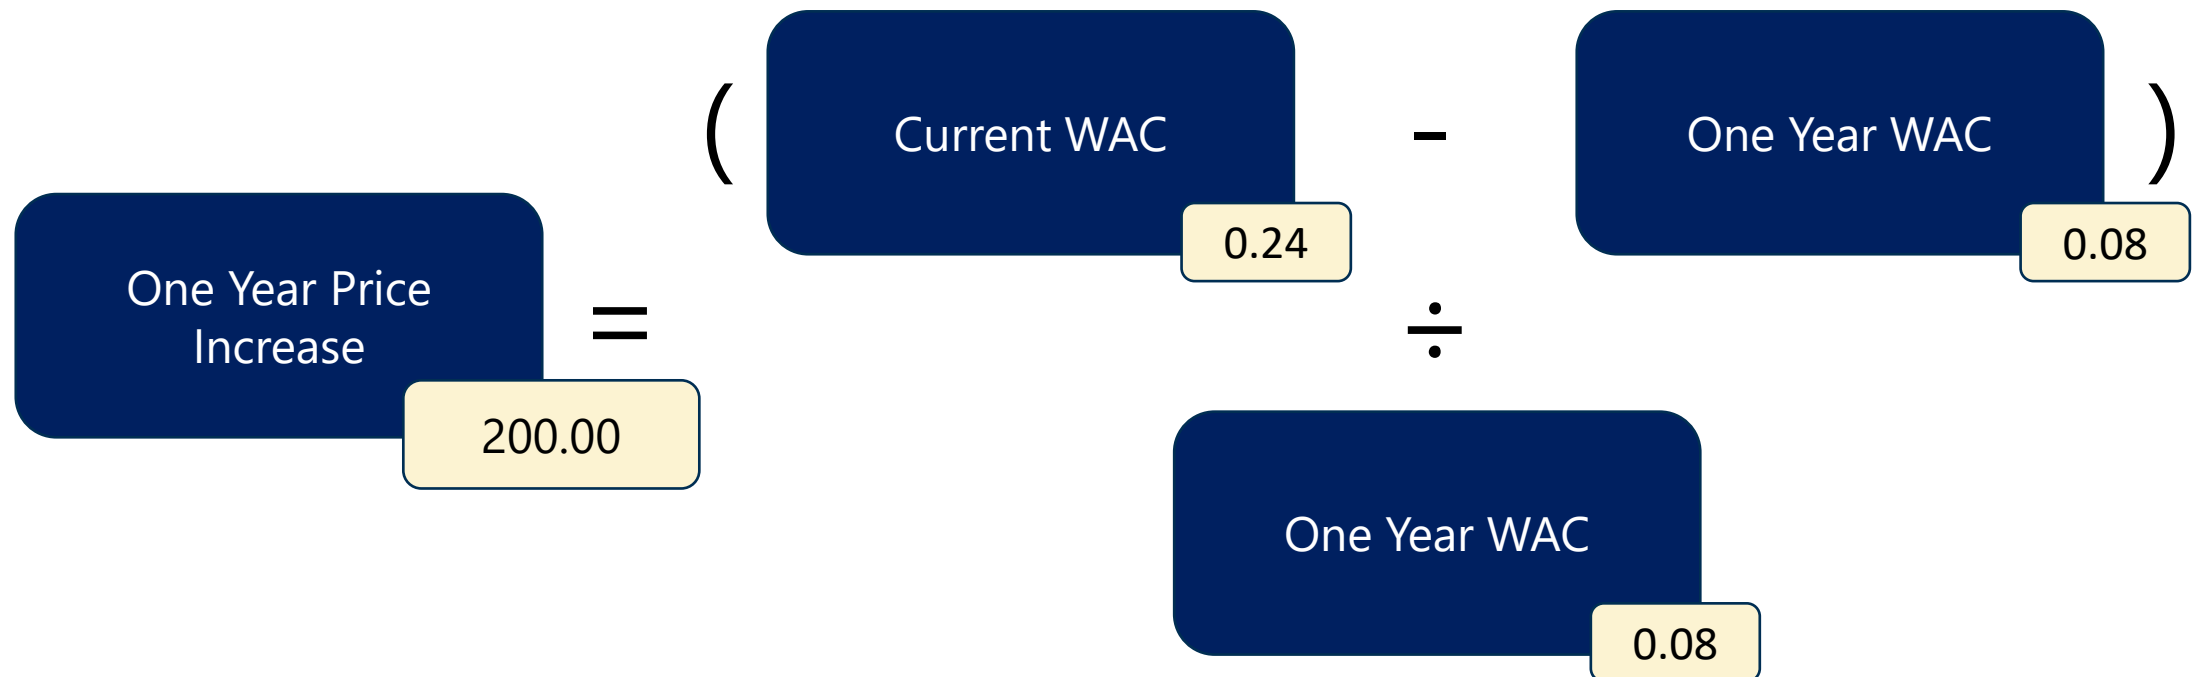 ( Current WAC - One Year WAC )
0.24
0.08
One Year Price
Increase
=
÷
200.00
One Year WAC
0.08